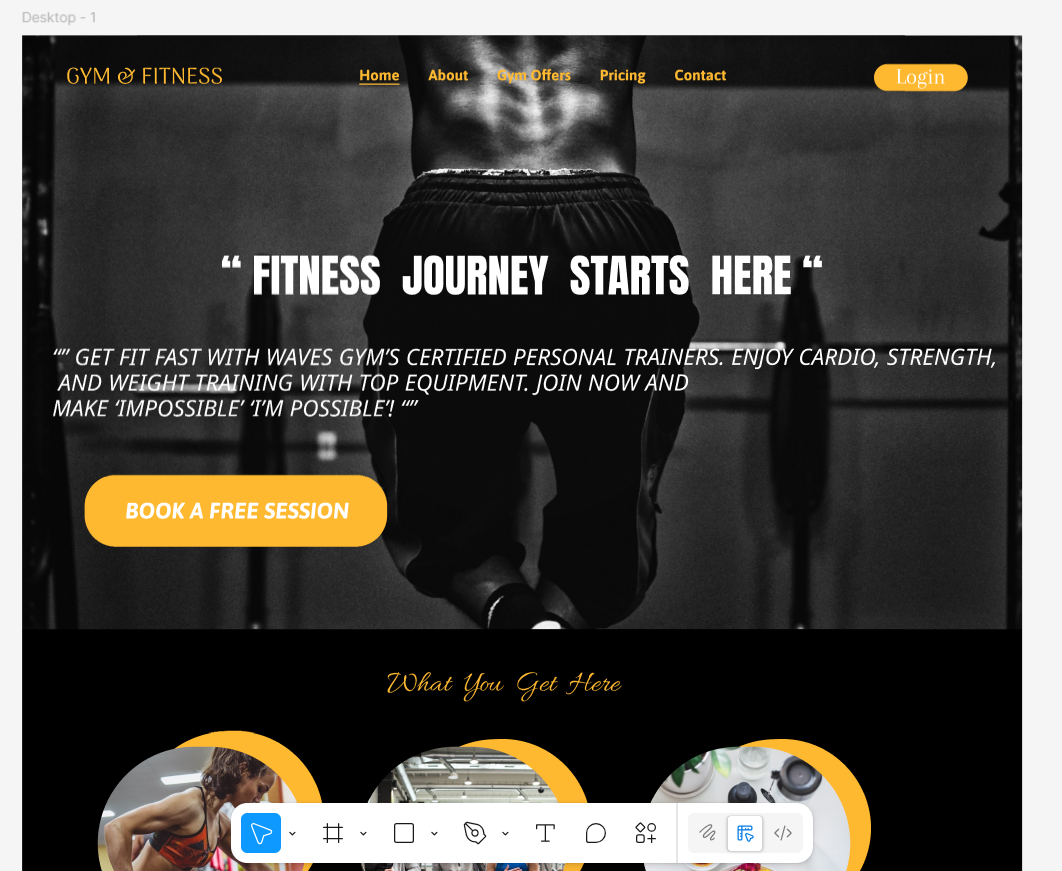 Desktop - 1
GYM & FITNESS
Home About Gym Offers Pricing Contact
Login
“ FITNESS JOURNEY STARTS HERE “
“” GET FIT FAST WITH WAVES GYM’S CERTIFIED PERSONAL TRAINERS. ENJOY CARDIO, STRENGTH,
AND WEIGHT TRAINING WITH TOP EQUIPMENT. JOIN NOW AND
MAKE ‘IMPOSSIBLE’ ‘I’M POSSIBLE’! “”
BOOK A FREE SESSION
What You Get Here